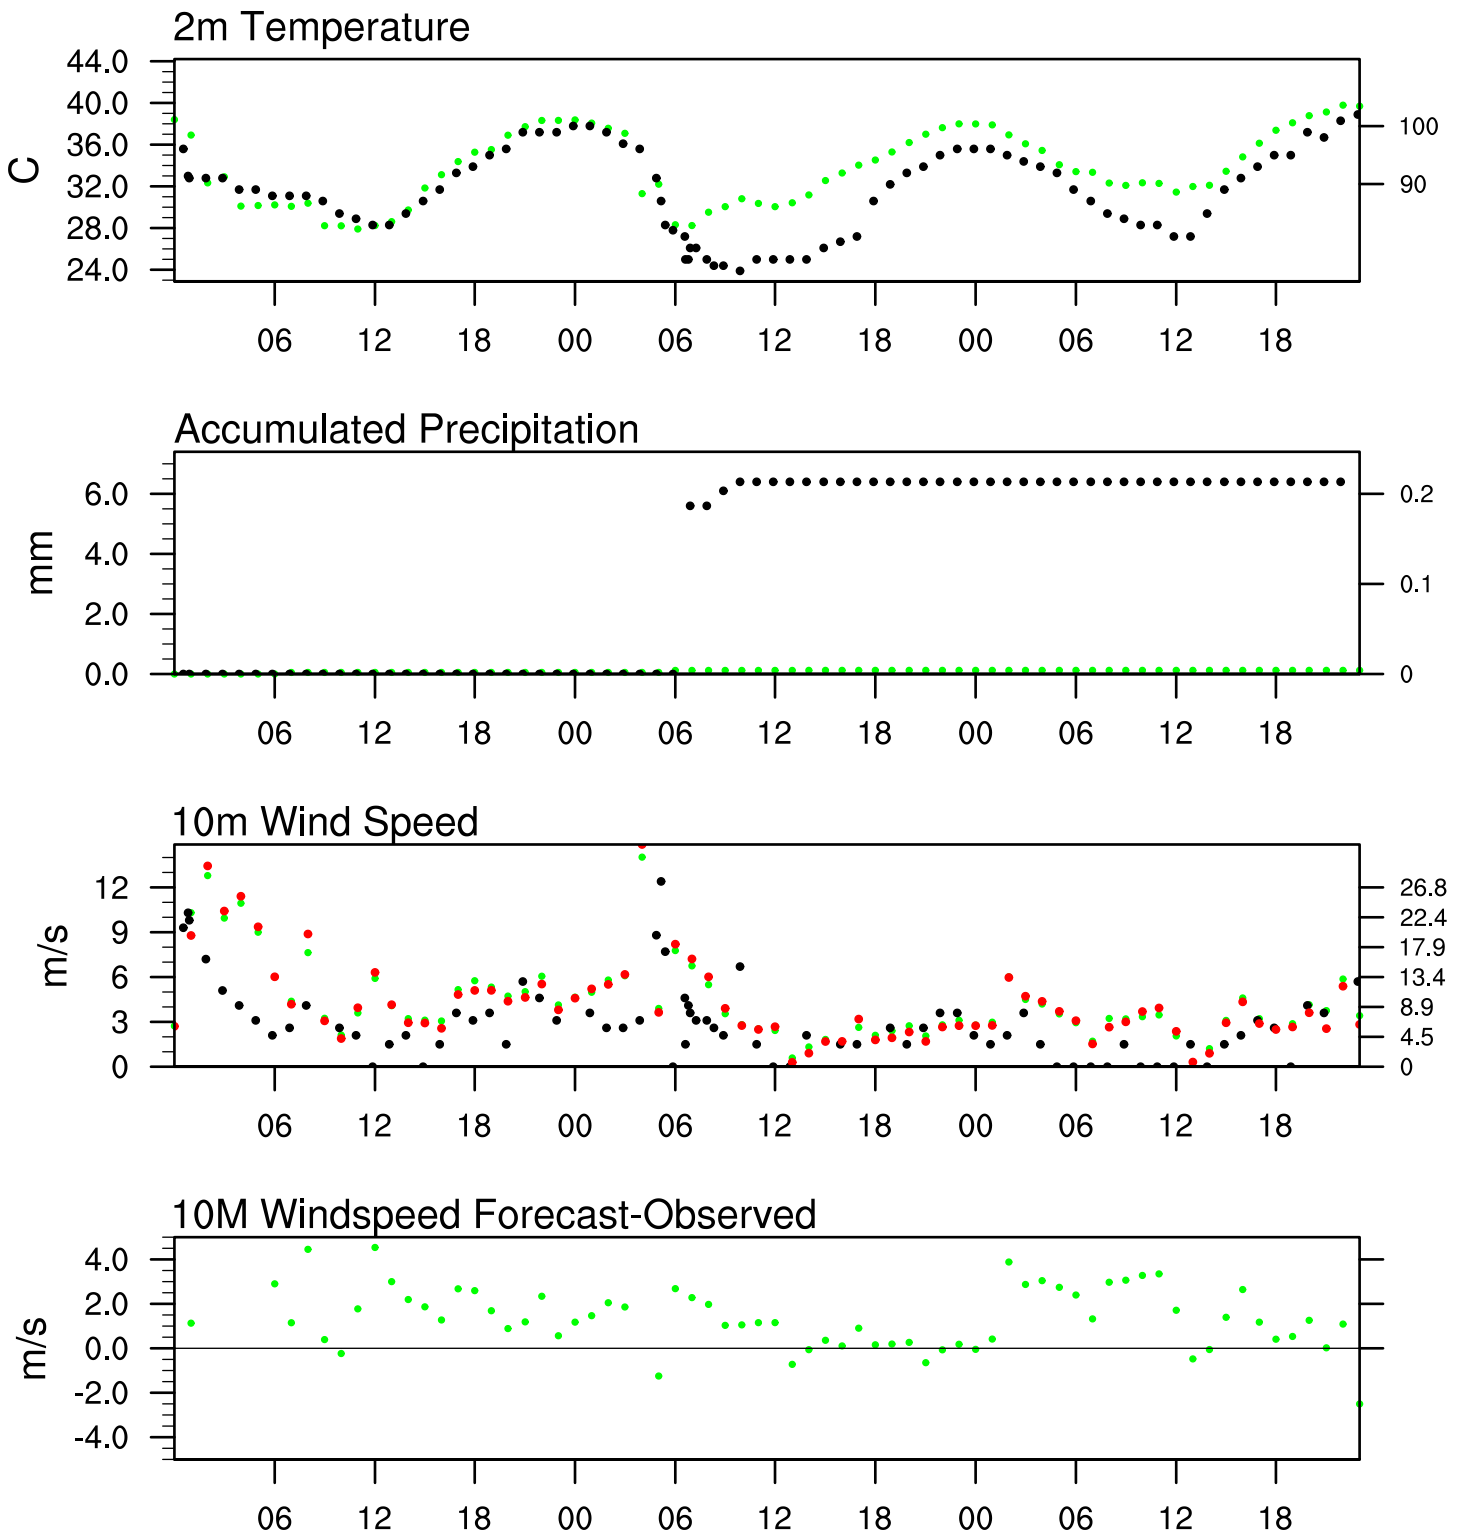 2m Temperature
44.0
40.0
36.0
32.0
28.0
24.0
C
100
90
06 12 18 00 06 12 18 00 06 12 18
Accumulated Precipitation
6.0
4.0
2.0
0.0
mm
0.2
0.1
0
06 12 18 00 06 12 18 00 06 12 18
10m Wind Speed
12
9
6
3
0
m/s
26.8
22.4
17.9
13.4
8.9
4.5
0
06 12 18 00 06 12 18 00 06 12 18
10M Windspeed Forecast-Observed
4.0
2.0
0.0
-2.0
-4.0
m/s
06 12 18 00 06 12 18 00 06 12 18